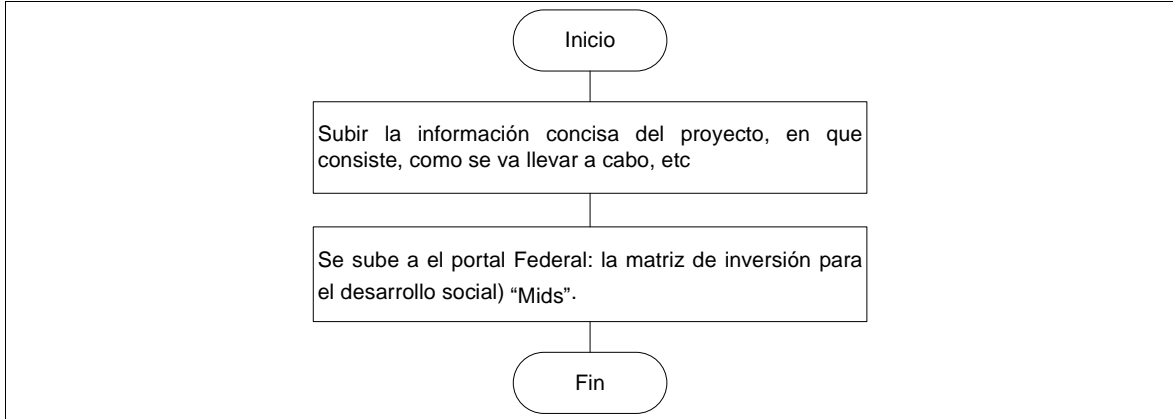 Inicio
Subir la información concisa del proyecto, en que
consiste, como se va llevar a cabo, etc
Se sube a el portal Federal: la matriz de inversión para
el desarrollo social) “Mids”.
Fin